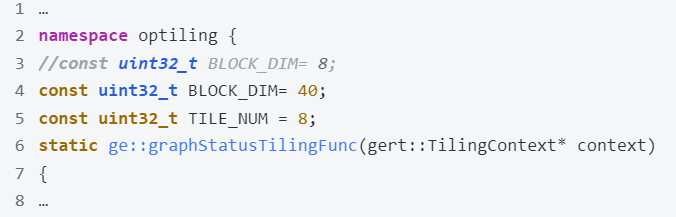 1 …
2 namespace optiling {
3 //const uint32_t BLOCK_DIM= 8;
4 const uint32_t BLOCK_DIM= 40;
5 const uint32_t TILE_NUM = 8;
6 static ge::graphStatusTilingFunc(gert::TilingContext* context)
7 {
8 …